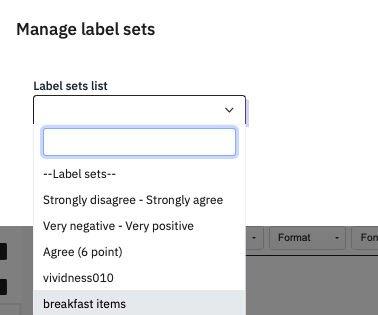 Manage label sets
Label sets list
--Label sets--
Strongly disagree - Strongly agree
Very negative - Very positive
Agree (6 point)
Format
vividness010
breakfast items